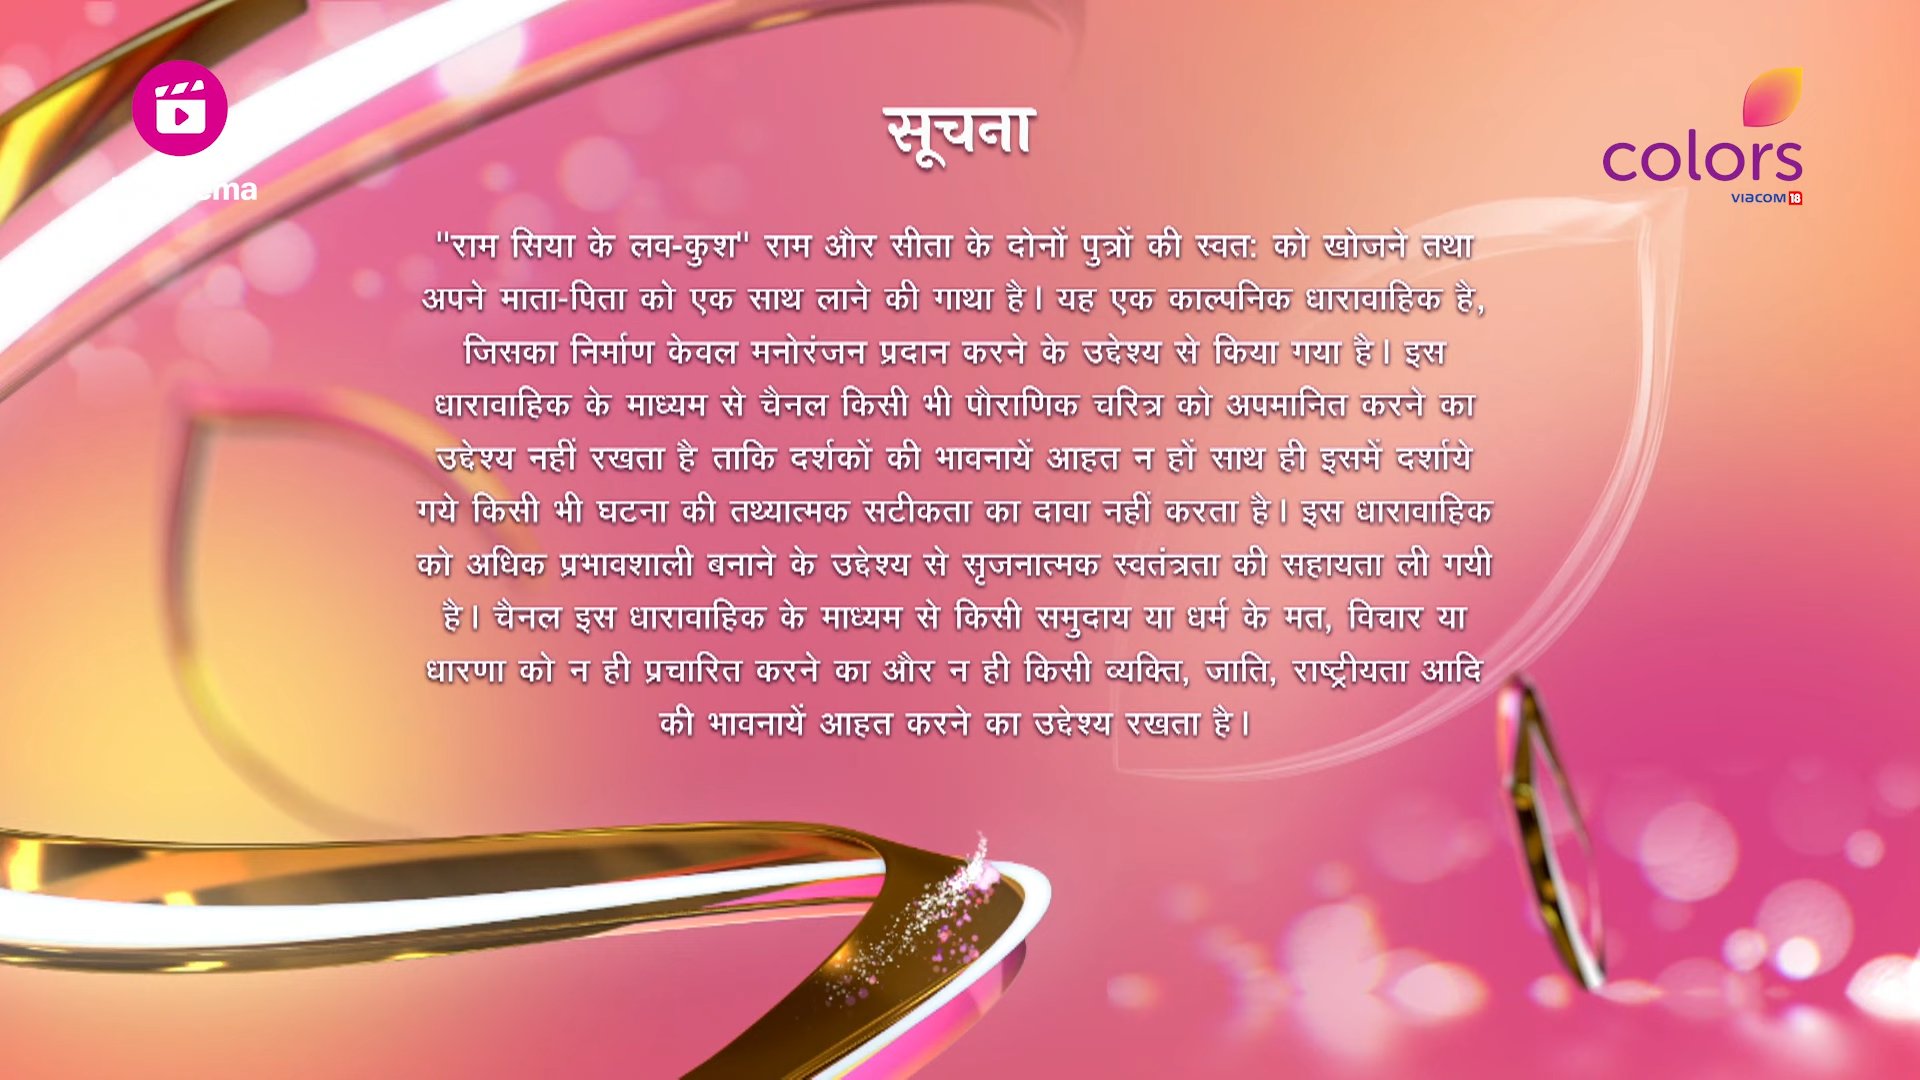 सूचना
colors
VIACOM 18
"राम सिया के लव-कुश" राम और सीता के दोनों पुत्रों की स्वत: को खोजने तथा
अपने माता-पिता को एक साथ लाने की गाथा है। यह एक काल्पनिक धारावाहिक है,
जिसका निर्माण केवल मनोरंजन प्रदान करने के उद्देश्य से किया गया है। इस
धारावाहिक के माध्यम से चैनल किसी भी पौराणिक चरित्र को अपमानित करने का
उद्देश्य नहीं रखता है ताकि दर्शकों की भावनायें आहत न हों साथ ही इसमें दर्शाये
गये किसी भी घटना की तथ्यात्मक सटीकता का दावा नहीं करता है। इस धारावाहिक
को अधिक प्रभावशाली बनाने के उद्देश्य से सृजनात्मक स्वतंत्रता की सहायता ली गयी
है। चैनल इस धारावाहिक के माध्यम से किसी समुदाय या धर्म के मत, विचार या
धारणा को न ही प्रचारित करने का और न ही किसी व्यक्ति, जाति, राष्ट्रीयता आदि
की भावनायें आहत करने का उद्देश्य रखता है।